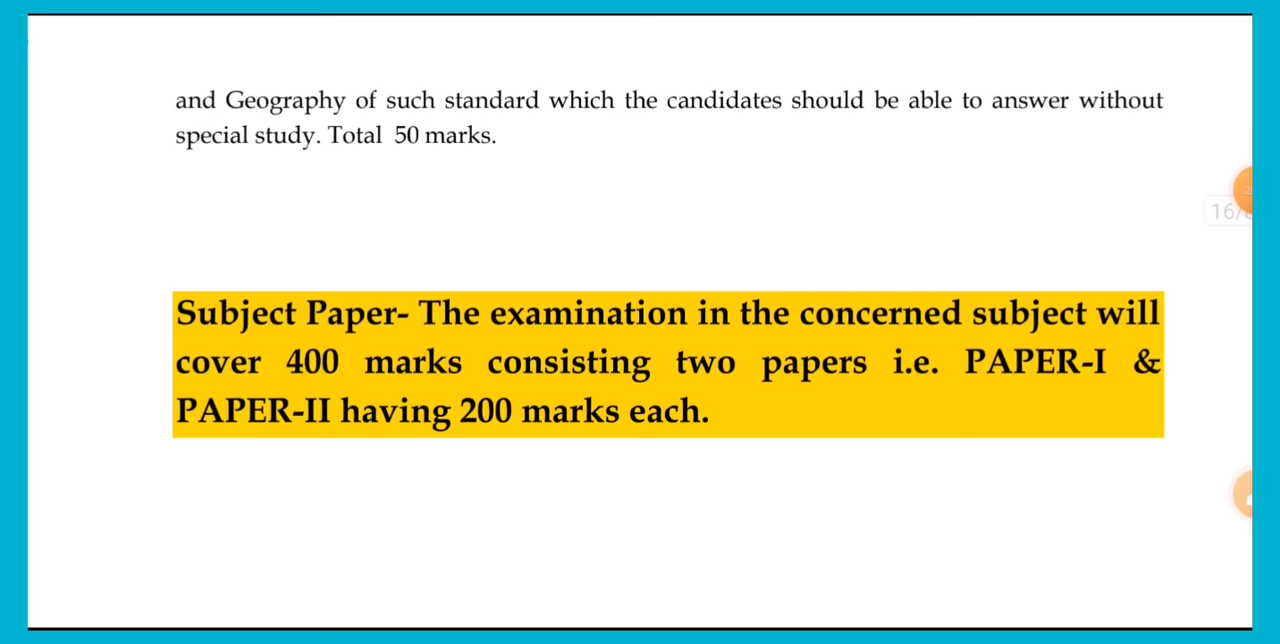 and Geography of such standard which the candidates should be able to answer without
special study. Total 50 marks.
16/
Subject Paper- The examination in the concerned subject will
cover 400 marks consisting two papers i.e. PAPER-I &
PAPER-II having 200 marks each.